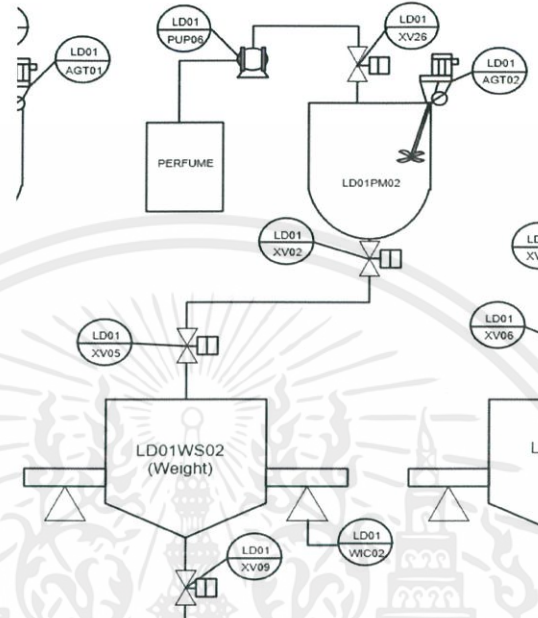 LD01
PUP06
LD01
XV26
LD01
AGT01
LD01
AGT02
PERFUME
LD01PM02
LD01
XV02
LD01
XV06
LD01
XV05
LD01WS02
(Weight)
LD01
WIC02
LD01
XV09